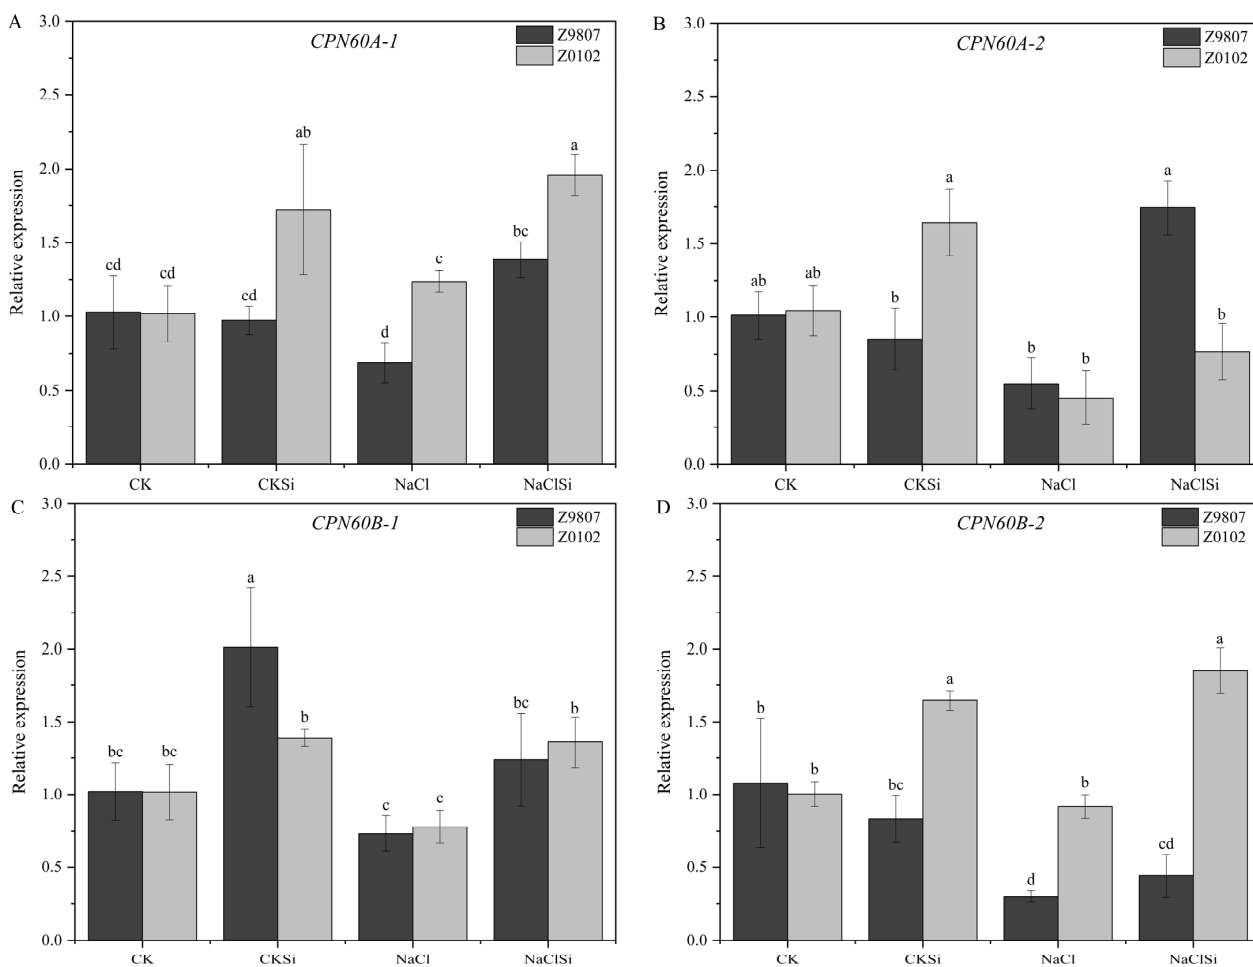 A
CPN60A-1
Z9807
Z0102
3.0
2.5
2.0
1.5
1.0
0.5
0.0
Relative expression
cd
cd
cd
ab
d
c
bc
a
CK
CKSi
NaCl
NaClSi
B
CPN60A-2
Z9807
Z0102
3.0
2.5
2.0
1.5
1.0
0.5
0.0
Relative expression
ab
ab
b
a
b
b
a
b
CK
CKSi
NaCl
NaClSi
C
CPN60B-1
Z9807
Z0102
3.0
2.5
2.0
1.5
1.0
0.5
0.0
Relative expression
bc
bc
a
b
c
c
bc
b
CK
CKSi
NaCl
NaClSi
D
CPN60B-2
Z9807
Z0102
3.0
2.5
2.0
1.5
1.0
0.5
0.0
Relative expression
b
b
bc
a
d
b
cd
a
CK
CKSi
NaCl
NaClSi